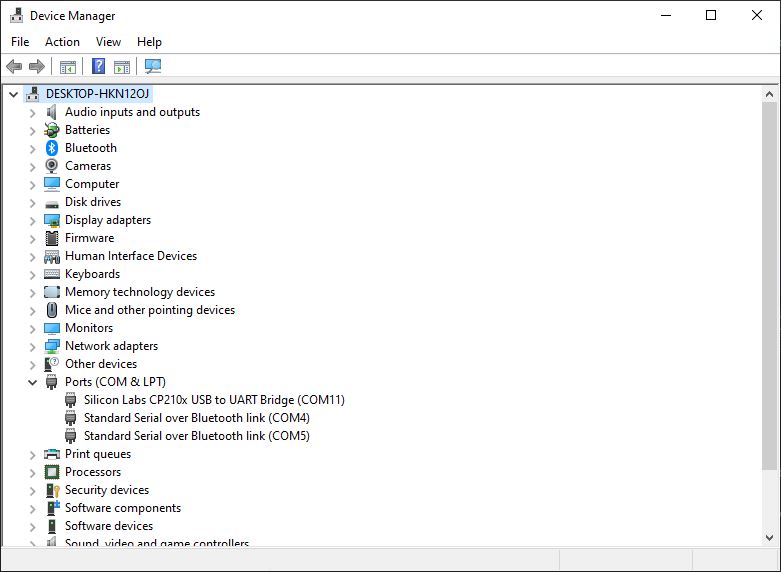 Device Manager
File Action View Help
DESKTOP-HKN12OJ
Audio inputs and outputs
Batteries
Bluetooth
Cameras
Computer
Disk drives
Display adapters
Firmware
Human Interface Devices
Keyboards
Memory technology devices
Mice and other pointing devices
Monitors
Network adapters
Other devices
Ports (COM & LPT)
Silicon Labs CP210x USB to UART Bridge (COM11)
Standard Serial over Bluetooth link (COM4)
Standard Serial over Bluetooth link (COM5)
Print queues
Processors
Security devices
Software components
Software devices
Sound, video and game controllers